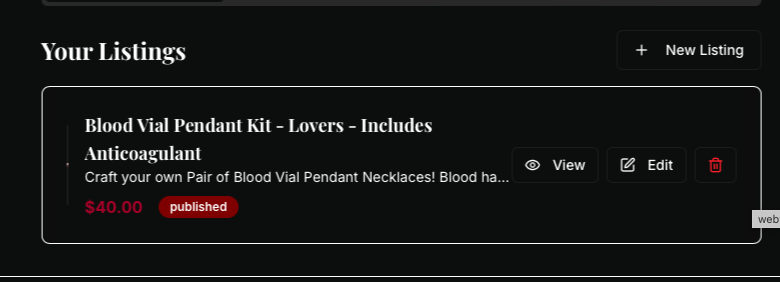 Your Listings
New Listing
Blood Vial Pendant Kit - Lovers - Includes
Anticoagulant
Craft your own Pair of Blood Vial Pendant Necklaces! Blood ha...
$40.00 published
View
Edit
web